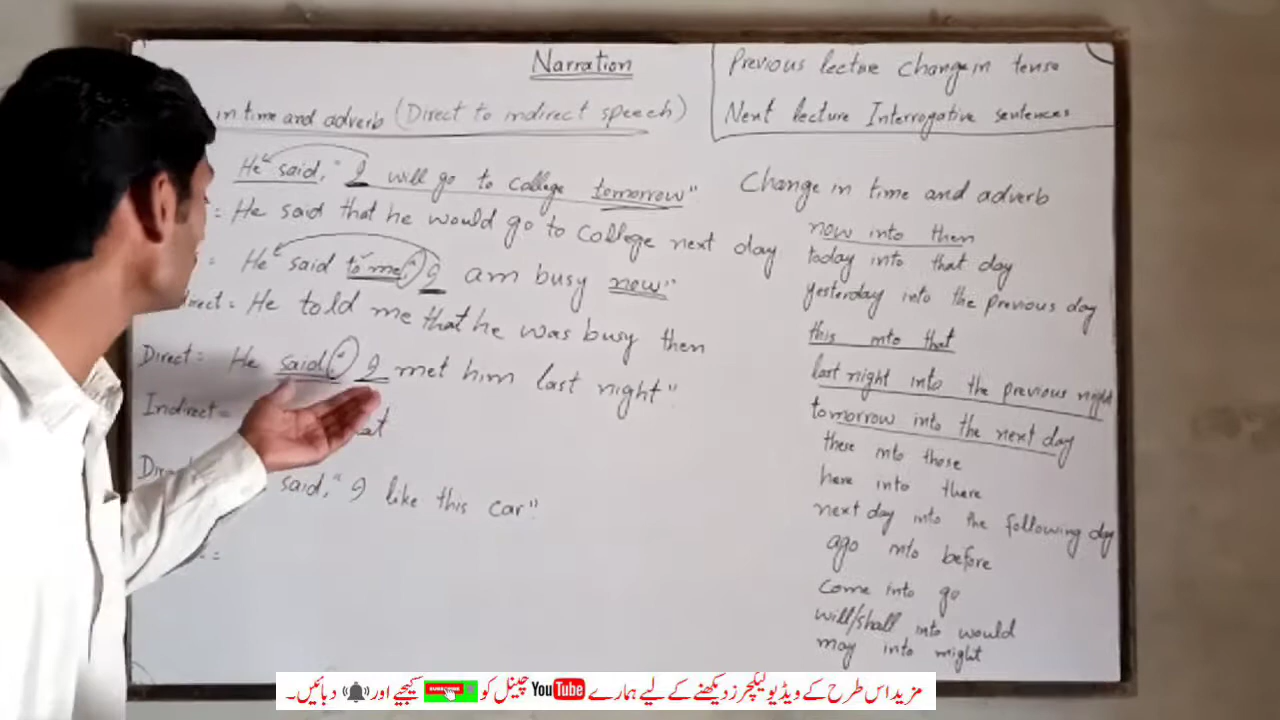 Narration
Previous lecture change in tense
Next lecture Interrogative sentences
in time and adverb (Direct to indirect speech)
He said, "I will go to college tomorrow"
= He said that he would go to college next day
= He said to me, "I am busy now"
direct = He told me that he was busy then
Direct = He said, "I met him last night"
Indirect =
Direct
said, "I like this car"
=
Change in time and adverb
now into then
today into that day
yesterday into the previous day
this into that
last night into the previous night
tomorrow into the next day
these into those
here into there
next day into the following day
ago into before
come into go
will/shall into would
may into might
مزید اس طرح کے ویڈیو لیکچرز دیکھنے کے لیے ہمارے YouTube چینل کو SUBSCRIBE کیجیے اور دبائیں۔